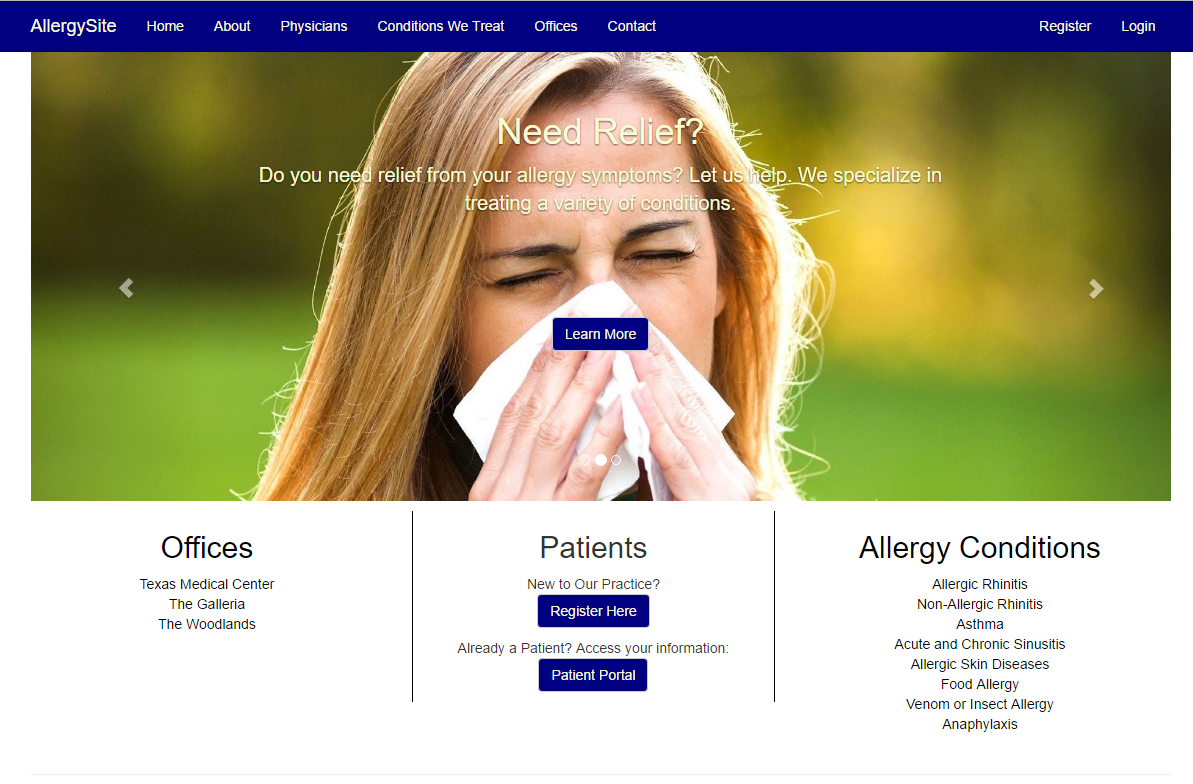 AllergySite Home About Physicians Conditions We Treat Offices Contact Register Login
Need Relief?
Do you need relief from your allergy symptoms? Let us help. We specialize in
treating a variety of conditions.
Learn More
Offices
Texas Medical Center
The Galleria
The Woodlands
Patients
New to Our Practice?
Register Here
Already a Patient? Access your information:
Patient Portal
Allergy Conditions
Allergic Rhinitis
Non-Allergic Rhinitis
Asthma
Acute and Chronic Sinusitis
Allergic Skin Diseases
Food Allergy
Venom or Insect Allergy
Anaphylaxis